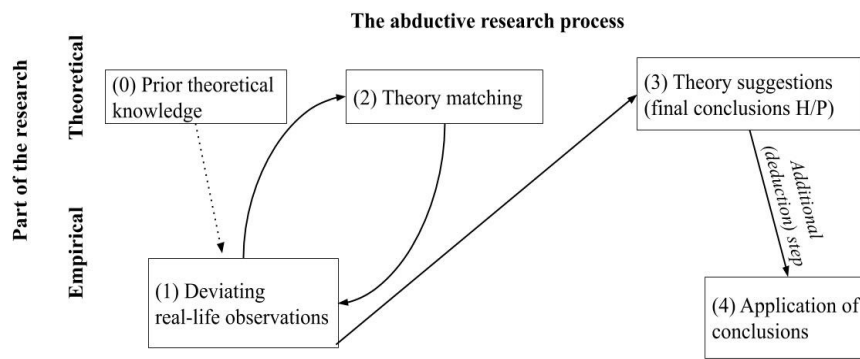 The abductive research process
Part of the research
Theoretical
Empirical
(0) Prior theoretical
knowledge
(2) Theory matching
(3) Theory suggestions
(final conclusions H/P)
Additional
(deduction) step
(1) Deviating
real-life observations
(4) Application of
conclusions